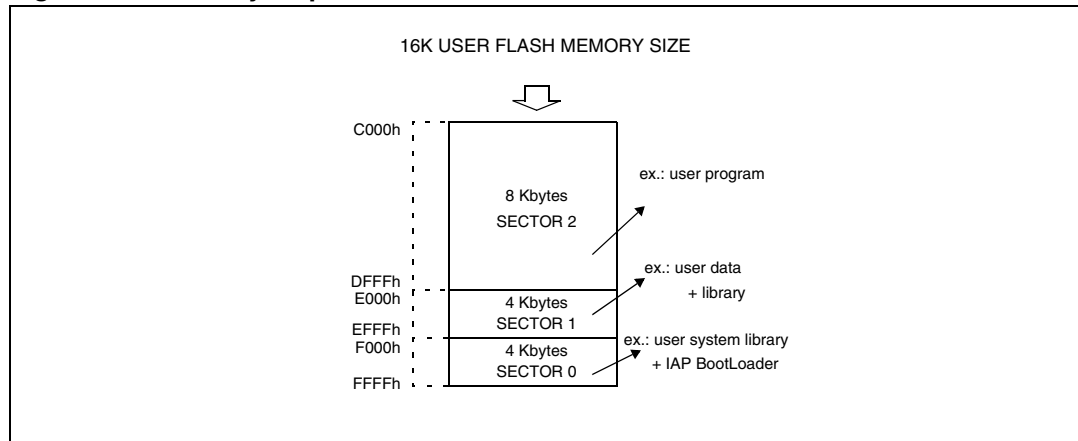 16K USER FLASH MEMORY SIZE
C000h
8 Kbytes
SECTOR 2
ex.: user program
DFFFh
E000h
4 Kbytes
SECTOR 1
ex.: user data
+ library
EFFFh
F000h
4 Kbytes
SECTOR 0
ex.: user system library
+ IAP BootLoader
FFFFh